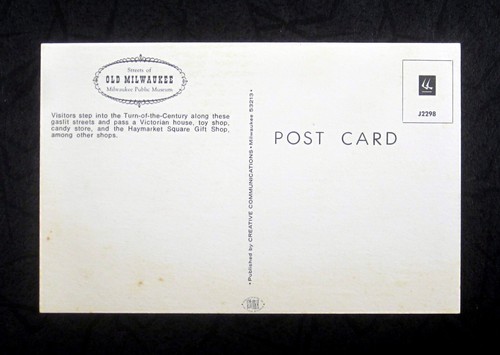 Streets of
OLD MILWAUKEE
Milwaukee Public Museum
Visitors step into the Turn-of-the-Century along these
gaslit streets and pass a Victorian house, toy shop,
candy store, and the Haymarket Square Gift Shop,
among other shops.
•Published by CREATIVE COMMUNICATIONS•Milwaukee 53213•
POST CARD
J2298